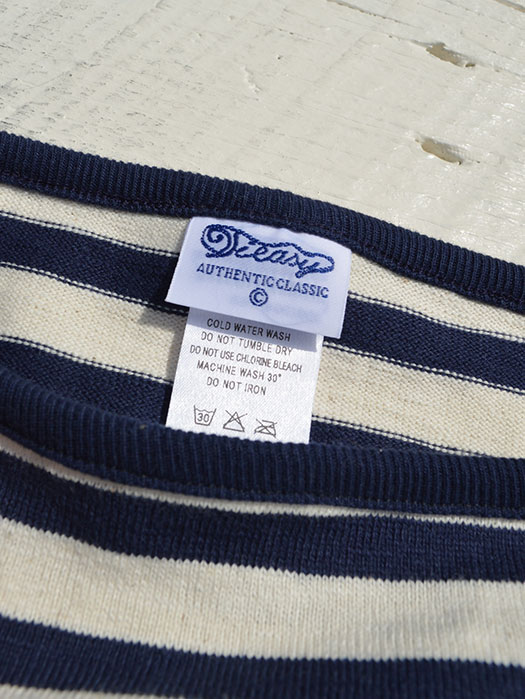 Dieasy
AUTHENTIC CLASSIC
©
COLD WATER WASH
DO NOT TUMBLE DRY
DO NOT USE CHLORINE BLEACH
MACHINE WASH 30°
DO NOT IRON
30